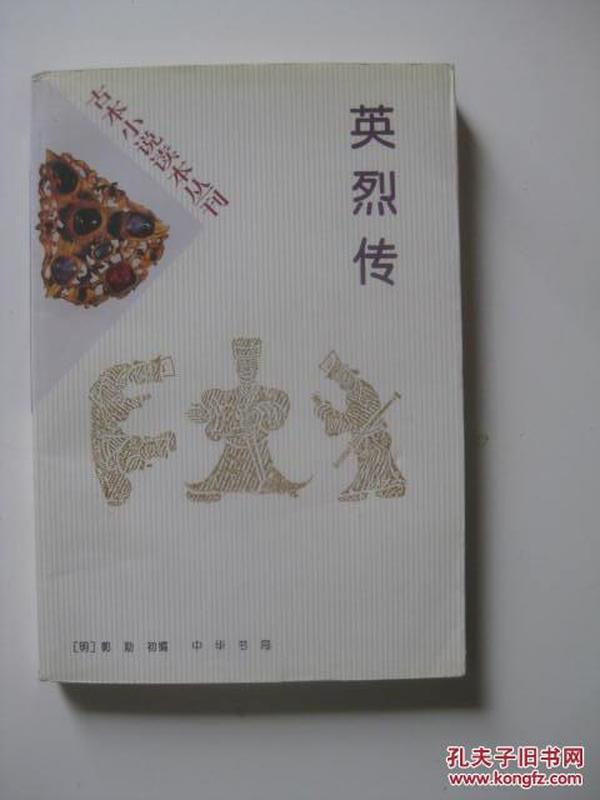 古本小说读本丛刊
英烈传
[明]郭勋 初编 中华书局
孔夫子旧书网
www.kongfz.com